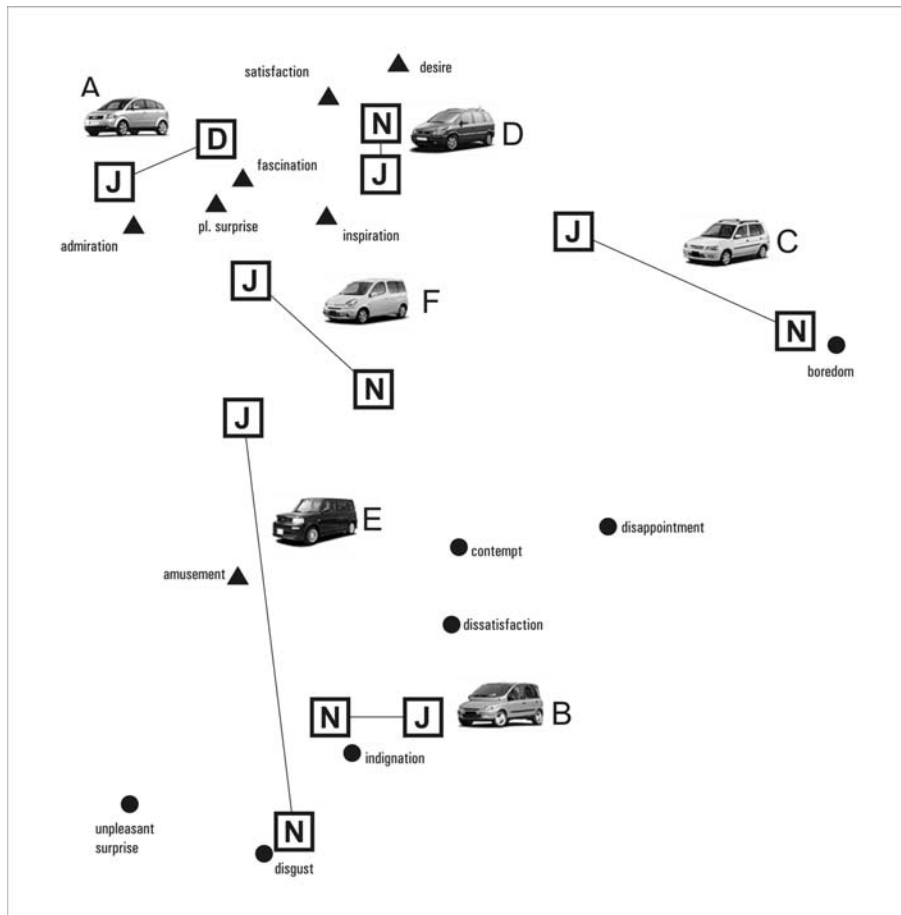 desire
satisfaction
A
N
D
D
fascination
J
J
pl. surprise
admiration
inspiration
J
C
J
F
N
boredom
N
J
E
disappointment
contempt
amusement
dissatisfaction
N
J
B
indignation
unpleasant
surprise
N
disgust